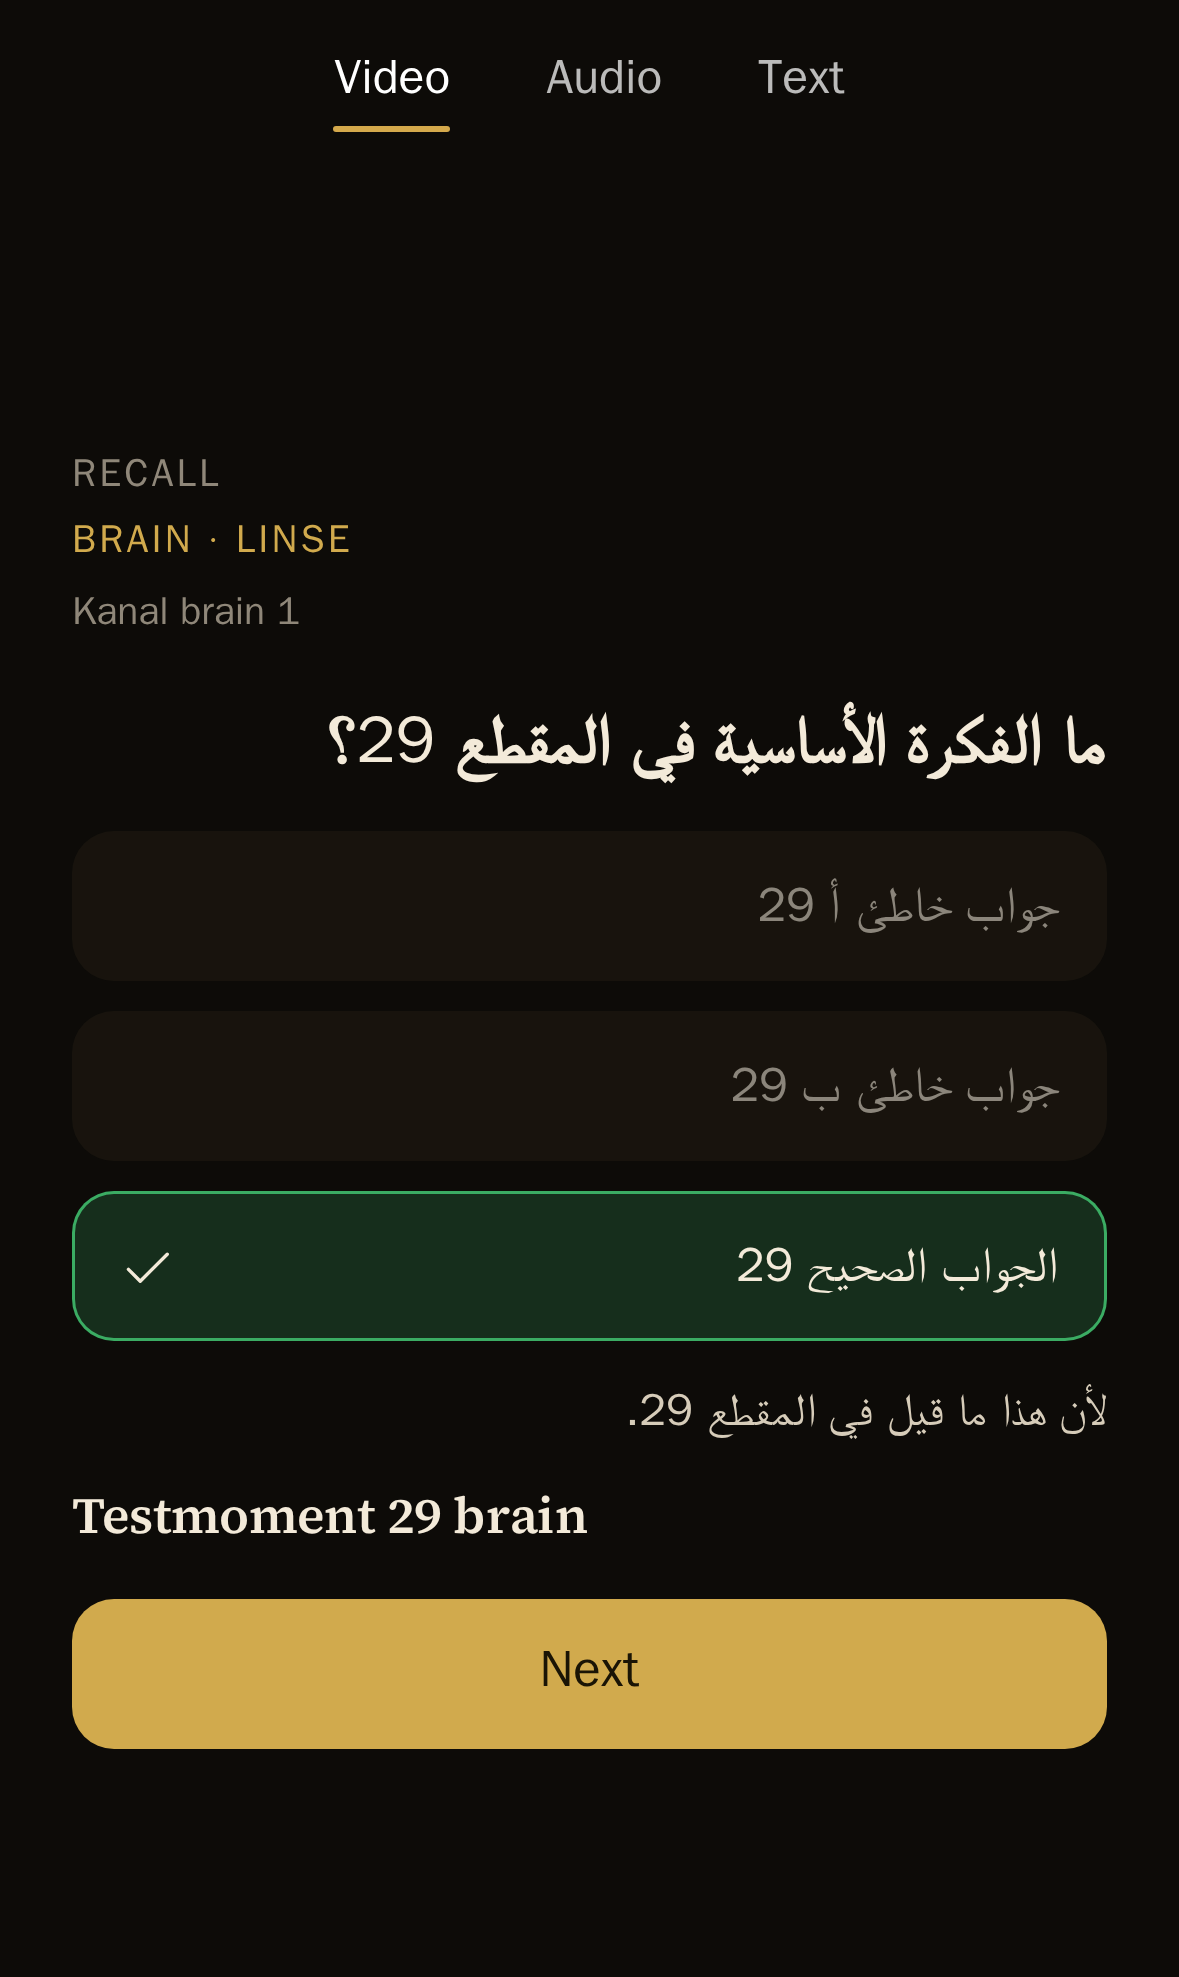 Video Audio Text
RECALL
BRAIN · LINSE
Kanal brain 1
ما الفكرة الأساسية في المقطع 29؟
جواب خاطئ أ 29
جواب خاطئ ب 29
الجواب الصحيح 29
لأن هذا ما قيل في المقطع 29.
Testmoment 29 brain
Next